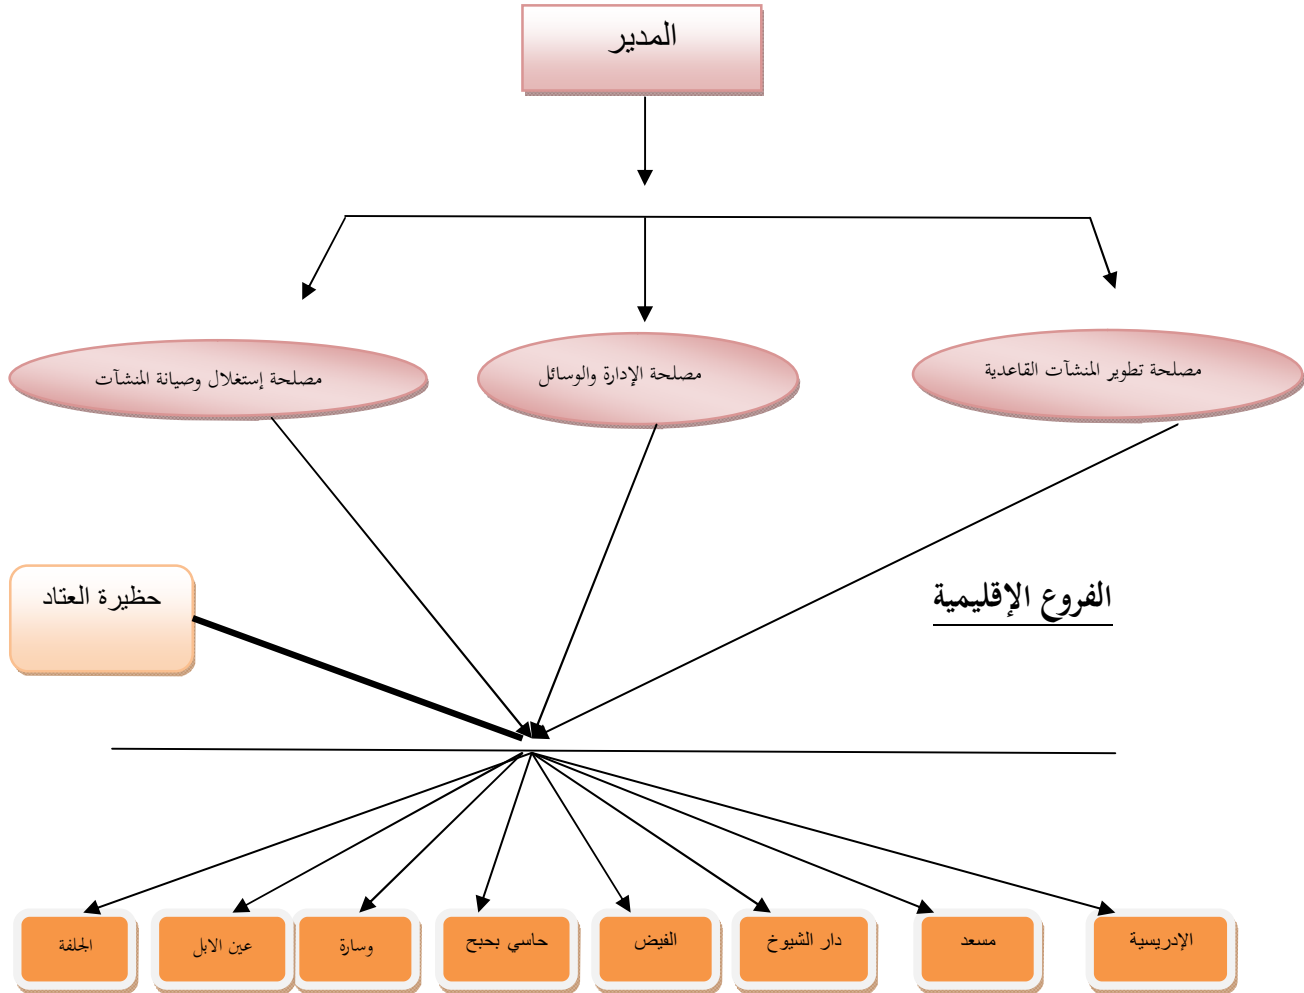 المدير
مصلحة تطوير المنشآت القاعدية
مصلحة الإدارة والوسائل
مصلحة إستغلال وصيانة المنشآت
الفروع الإقليمية
حظيرة العتاد
الإدريسية
مسعد
دار الشيوخ
الفيض
حاسي بحبح
وسارة
عين الابل
الجلفة